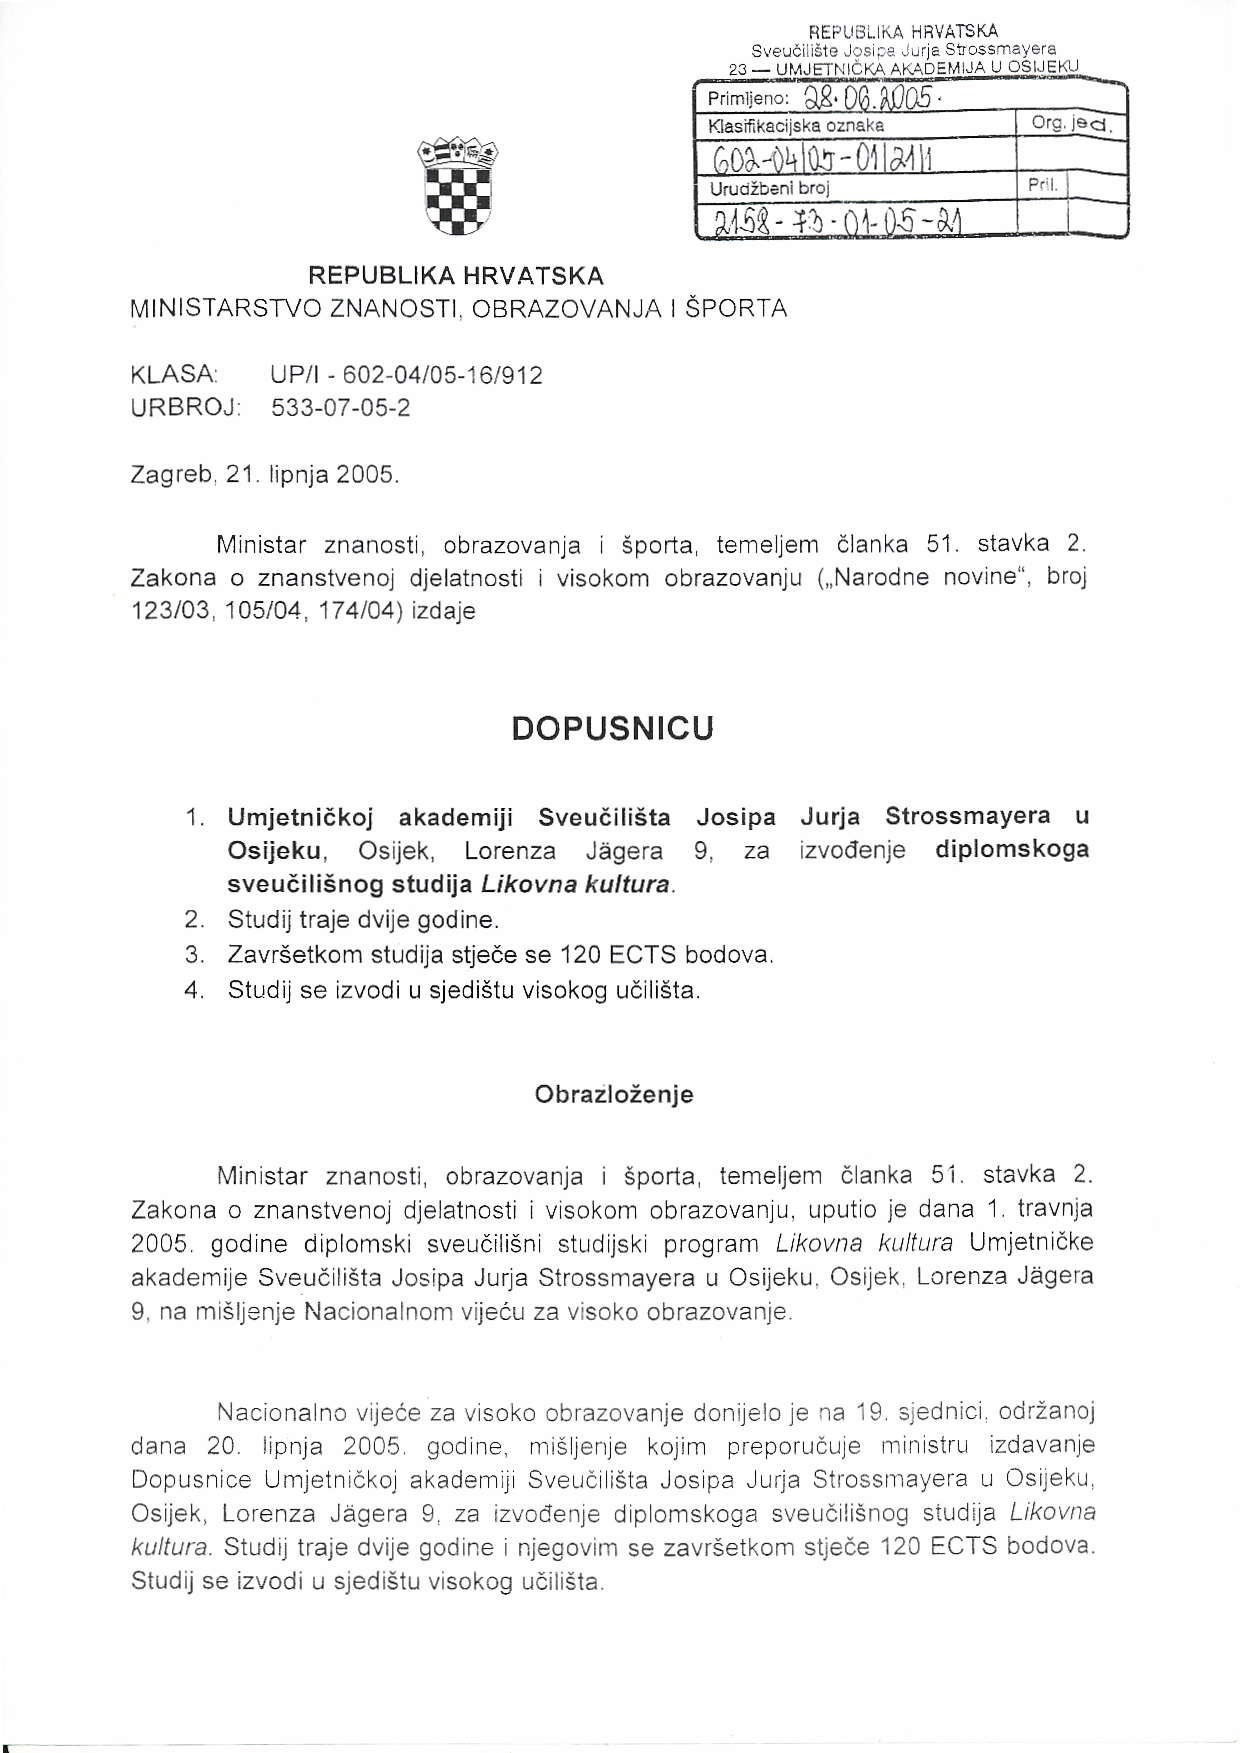 REPUBLIKA HRVATSKA
Sveučilište Josipa Jurja Strossmayera
23 — UMJETNIČKA AKADEMIJA U OSIJEKU
Primljeno: 28.06.2005.
Klasifikacijska oznaka Org. jed.
602-04/05-01/21/1
Urudžbeni broj Pril.
2158-73-01-05-21
REPUBLIKA HRVATSKA
MINISTARSTVO ZNANOSTI, OBRAZOVANJA I ŠPORTA
KLASA: UP/I - 602-04/05-16/912
URBROJ: 533-07-05-2
Zagreb, 21. lipnja 2005.
Ministar znanosti, obrazovanja i športa, temeljem članka 51. stavka 2.
Zakona o znanstvenoj djelatnosti i visokom obrazovanju („Narodne novine“, broj
123/03, 105/04, 174/04) izdaje
DOPUSNICU
1. Umjetničkoj akademiji Sveučilišta Josipa Jurja Strossmayera u
Osijeku, Osijek, Lorenza Jägera 9, za izvođenje diplomskoga
sveučilišnog studija Likovna kultura.
2. Studij traje dvije godine.
3. Završetkom studija stječe se 120 ECTS bodova.
4. Studij se izvodi u sjedištu visokog učilišta.
Obrazloženje
Ministar znanosti, obrazovanja i športa, temeljem članka 51. stavka 2.
Zakona o znanstvenoj djelatnosti i visokom obrazovanju, uputio je dana 1. travnja
2005. godine diplomski sveučilišni studijski program Likovna kultura Umjetničke
akademije Sveučilišta Josipa Jurja Strossmayera u Osijeku, Osijek, Lorenza Jägera
9, na mišljenje Nacionalnom vijeću za visoko obrazovanje.
Nacionalno vijeće za visoko obrazovanje donijelo je na 19. sjednici, održanoj
dana 20. lipnja 2005. godine, mišljenje kojim preporučuje ministru izdavanje
Dopusnice Umjetničkoj akademiji Sveučilišta Josipa Jurja Strossmayera u Osijeku,
Osijek, Lorenza Jägera 9, za izvođenje diplomskoga sveučilišnog studija Likovna
kultura. Studij traje dvije godine i njegovim se završetkom stječe 120 ECTS bodova.
Studij se izvodi u sjedištu visokog učilišta.